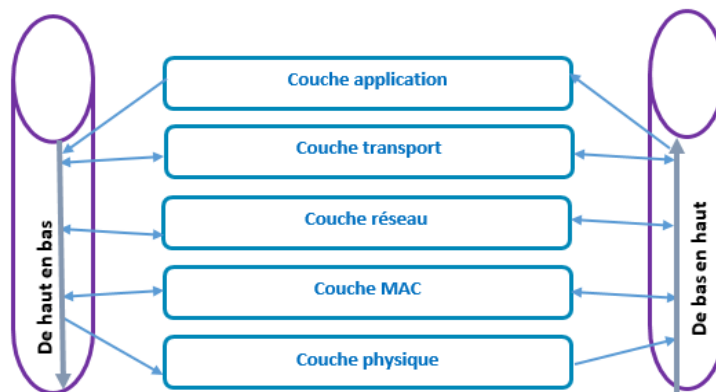 Couche application
Couche transport
Couche réseau
Couche MAC
Couche physique
De haut en bas
De bas en haut